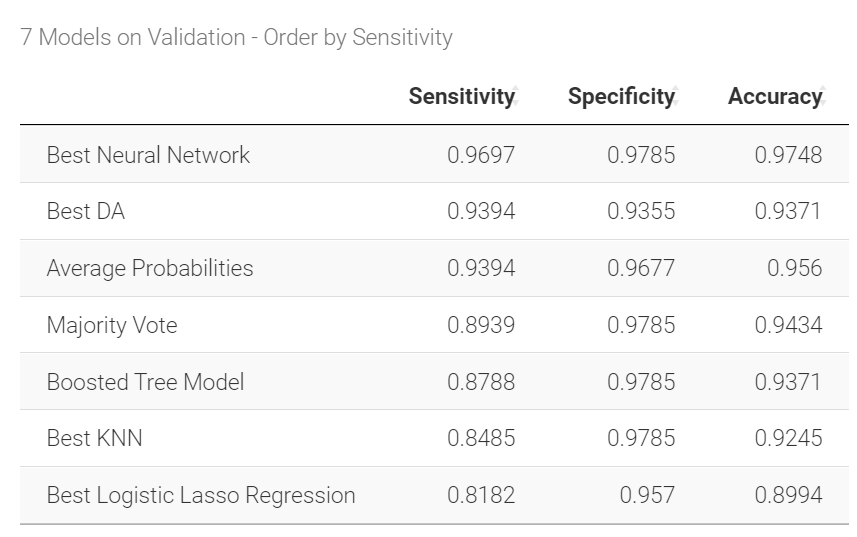 7 Models on Validation - Order by Sensitivity
Sensitivity Specificity Accuracy
Best Neural Network 0.9697 0.9785 0.9748
Best DA 0.9394 0.9355 0.9371
Average Probabilities 0.9394 0.9677 0.956
Majority Vote 0.8939 0.9785 0.9434
Boosted Tree Model 0.8788 0.9785 0.9371
Best KNN 0.8485 0.9785 0.9245
Best Logistic Lasso Regression 0.8182 0.957 0.8994